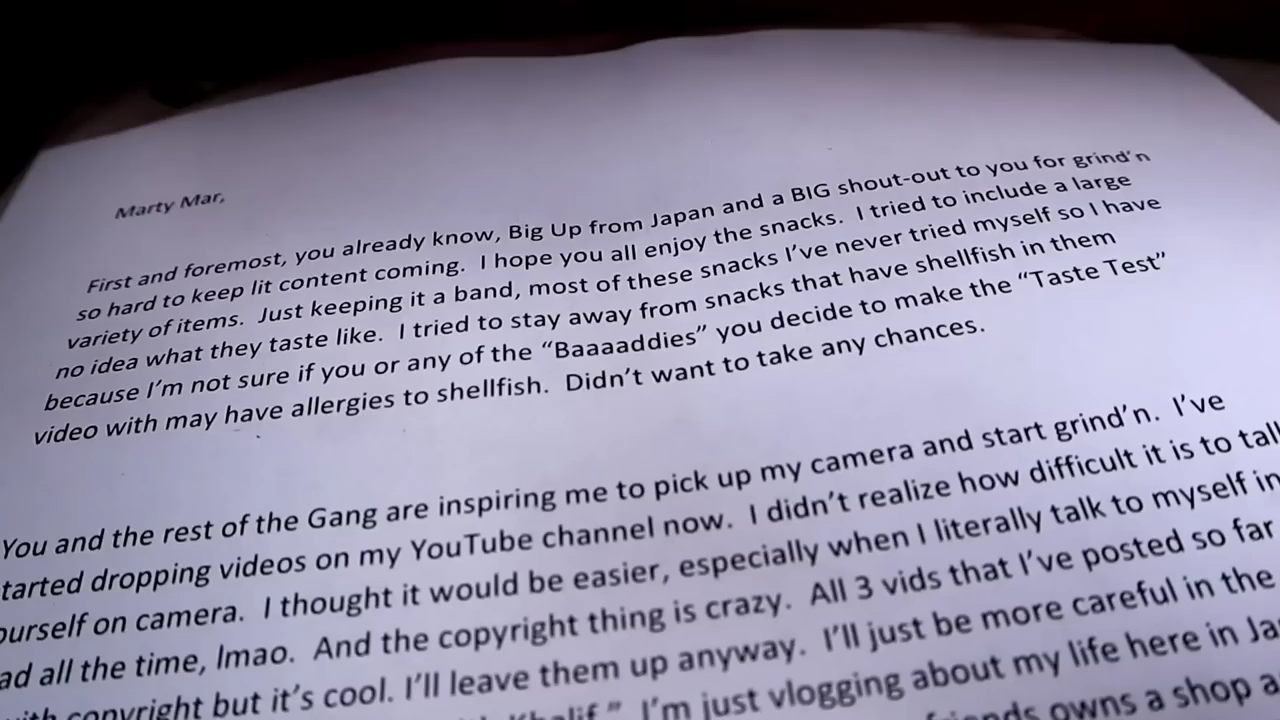 Marty Mar,
First and foremost, you already know, Big Up from Japan and a BIG shout-out to you for grind'n
so hard to keep lit content coming. I hope you all enjoy the snacks. I tried to include a large
variety of items. Just keeping it a band, most of these snacks I've never tried myself so I have
no idea what they taste like. I tried to stay away from snacks that have shellfish in them
because I'm not sure if you or any of the “Baaaaddies” you decide to make the “Taste Test”
video with may have allergies to shellfish. Didn't want to take any chances.
You and the rest of the Gang are inspiring me to pick up my camera and start grind'n. I've
tarted dropping videos on my YouTube channel now. I didn't realize how difficult it is to tal
ourself on camera. I thought it would be easier, especially when I literally talk to myself in
ad all the time, lmao. And the copyright thing is crazy. All 3 vids that I've posted so far
copyright but it's cool. I'll leave them up anyway. I'll just be more careful in the
Khalif.” I'm just vlogging about my life here in Ja
owns a shop a